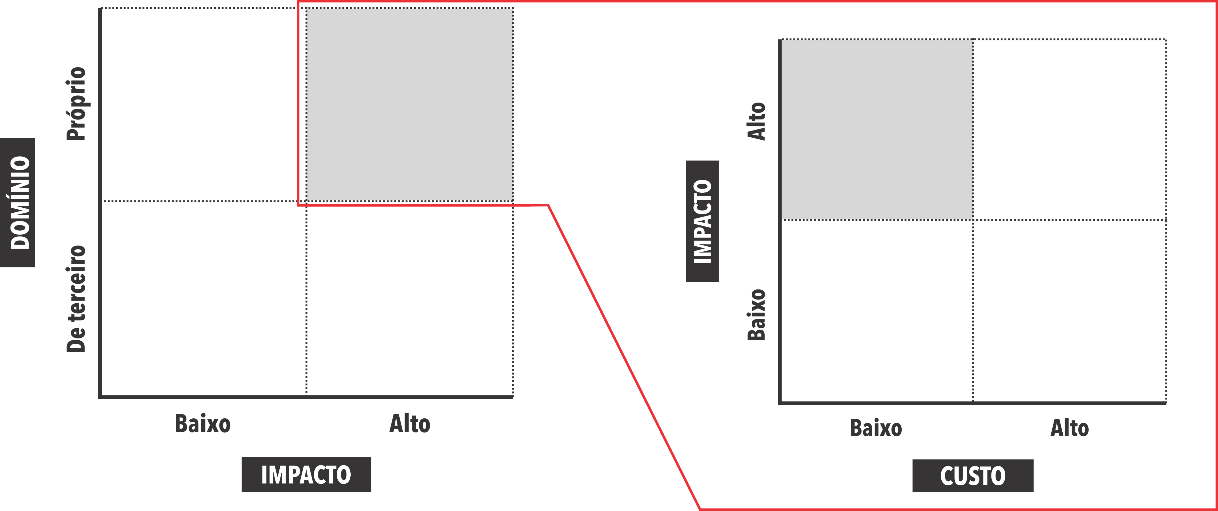 DOMÍNIO
Próprio
De terceiro
Baixo
Alto
IMPACTO
IMPACTO
Alto
Baixo
Baixo
Alto
CUSTO